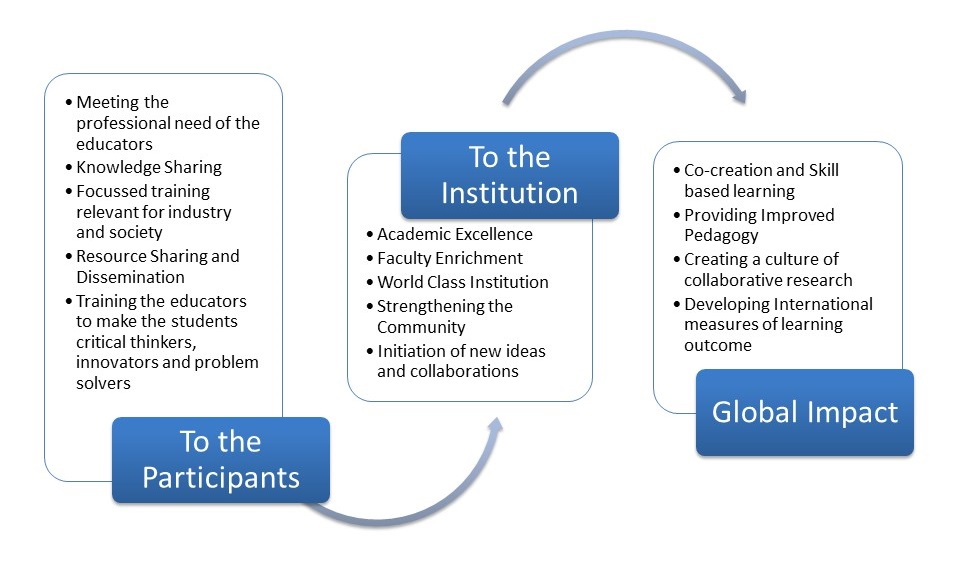 • Meeting the
professional need of the
educators
• Knowledge Sharing
• Focussed training
relevant for industry
and society
• Resource Sharing and
Dissemination
• Training the educators
to make the students
critical thinkers,
innovators and problem
solvers
To the
Participants
To the
Institution
• Academic Excellence
• Faculty Enrichment
• World Class Institution
• Strengthening the
Community
• Initiation of new ideas
and collaborations
• Co-creation and Skill
based learning
• Providing Improved
Pedagogy
• Creating a culture of
collaborative research
• Developing International
measures of learning
outcome
Global Impact